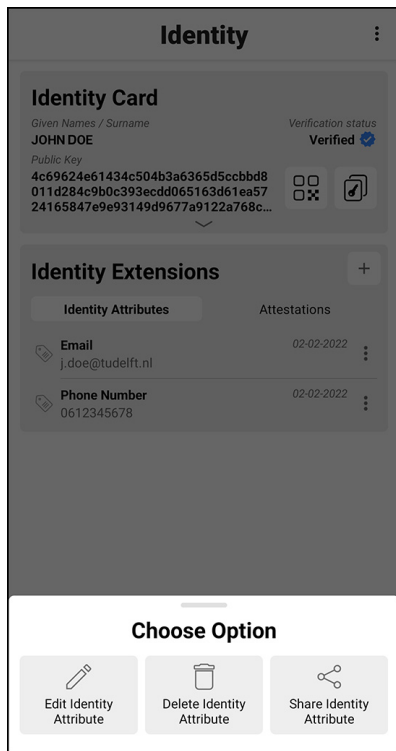 Identity
Identity Card
Given Names / Surname
Verification status
JOHN DOE
Verified
Public Key
4c69624e61434c504b3a6365d5ccbbd8
011d284c9b0c393ecdd065163d61ea57
24165847e9e93149d9677a9122a768c...
Identity Extensions
Identity Attributes
Attestations
Email
02-02-2022
j.doe@tudelft.nl
Phone Number
02-02-2022
0612345678
Choose Option
Edit Identity
Attribute
Delete Identity
Attribute
Share Identity
Attribute